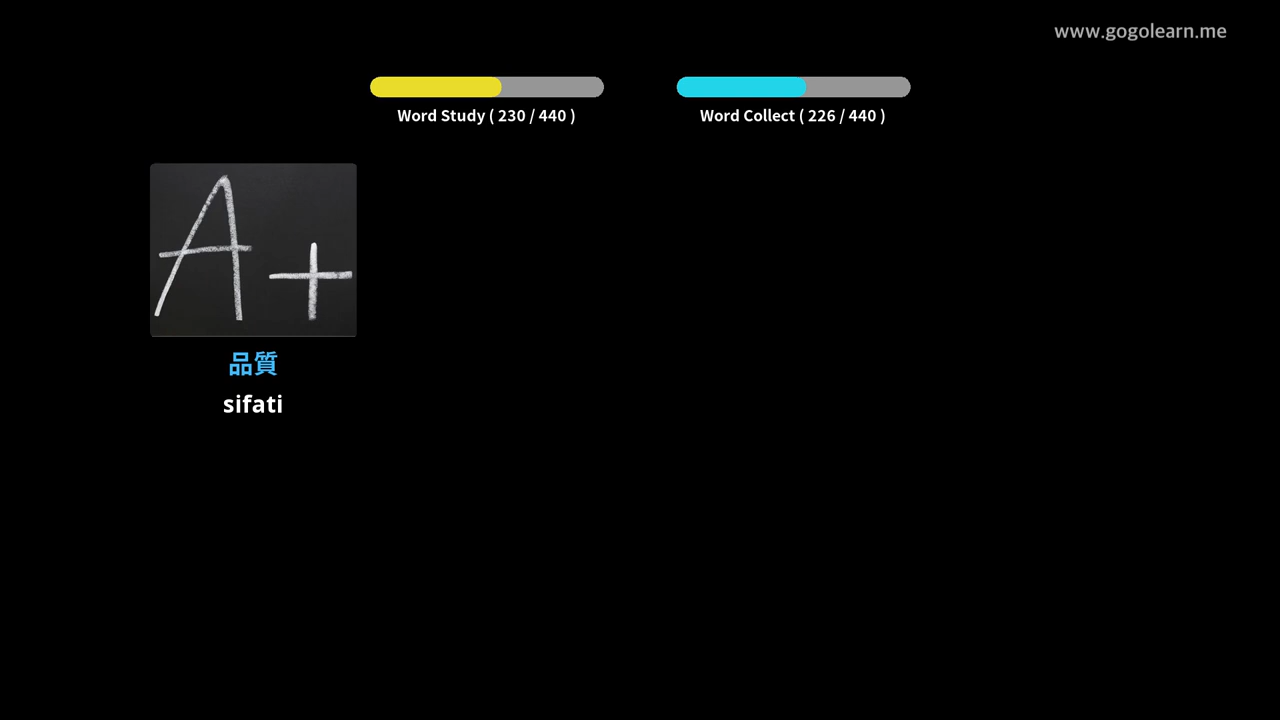 www.gogolearn.me
Word Study ( 230 / 440 )
Word Collect ( 226 / 440 )
A+
品質
sifati